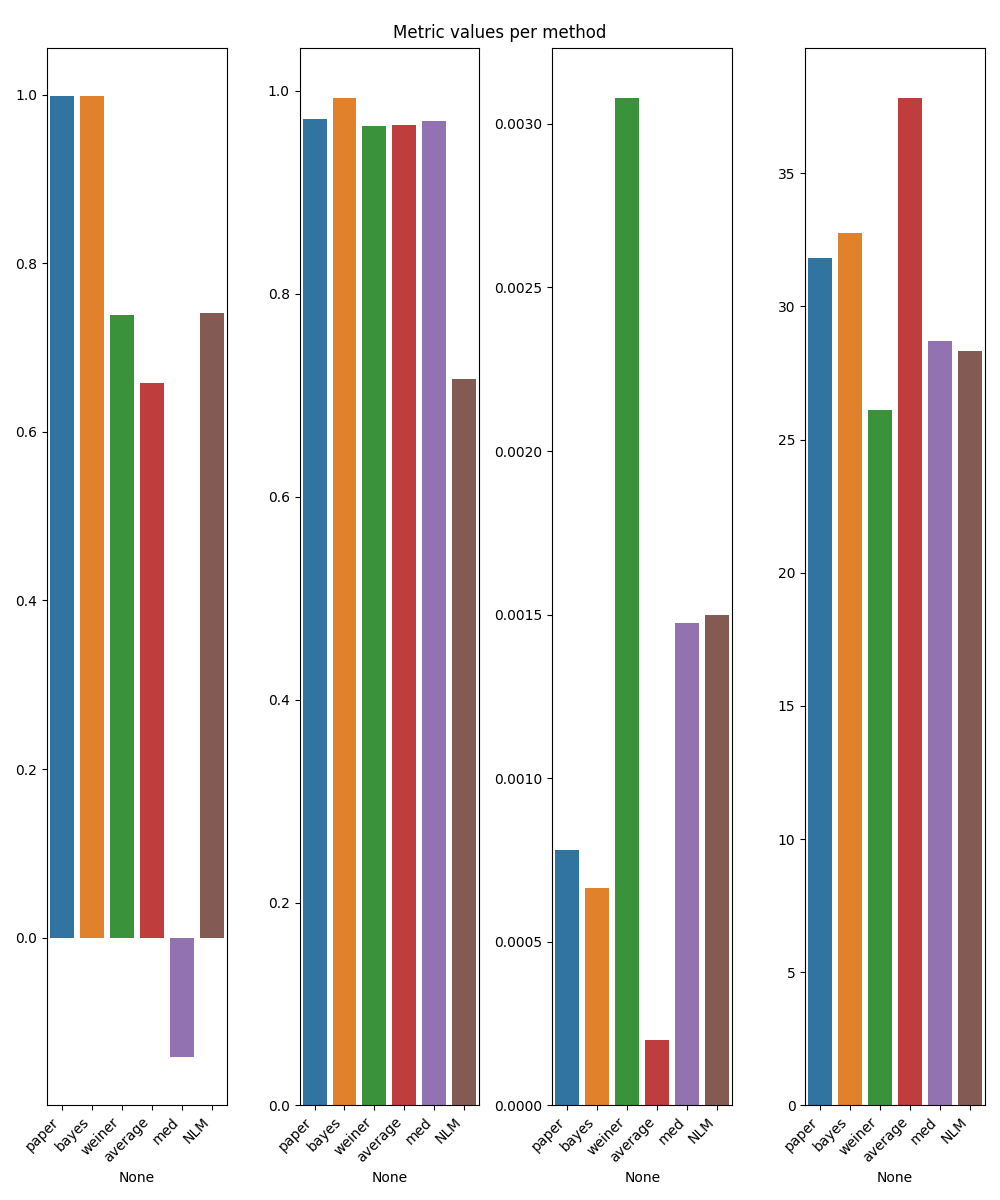 Metric values per method
1.0
0.8
0.6
0.4
0.2
0.0
paper
bayes
weiner
average
med
NLM
None
1.0
0.8
0.6
0.4
0.2
0.0
paper
bayes
weiner
average
med
NLM
None
0.0030
0.0025
0.0020
0.0015
0.0010
0.0005
0.0000
paper
bayes
weiner
average
med
NLM
None
35
30
25
20
15
10
5
0
paper
bayes
weiner
average
med
NLM
None